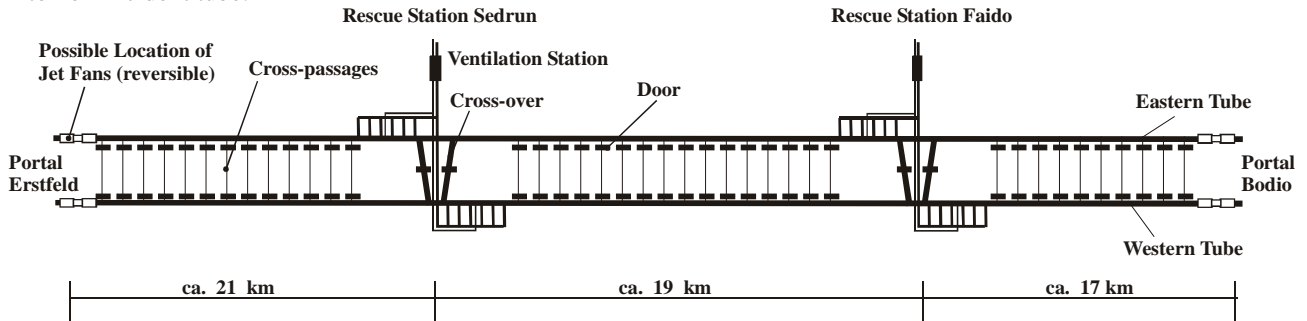 Rescue Station Sedrun
Rescue Station Faido
Possible Location of
Jet Fans (reversible)
Cross-passages
Ventilation Station
Cross-over
Door
Eastern Tube
Portal
Erstfeld
Portal
Bodio
Western Tube
ca. 21 km
ca. 19 km
ca. 17 km